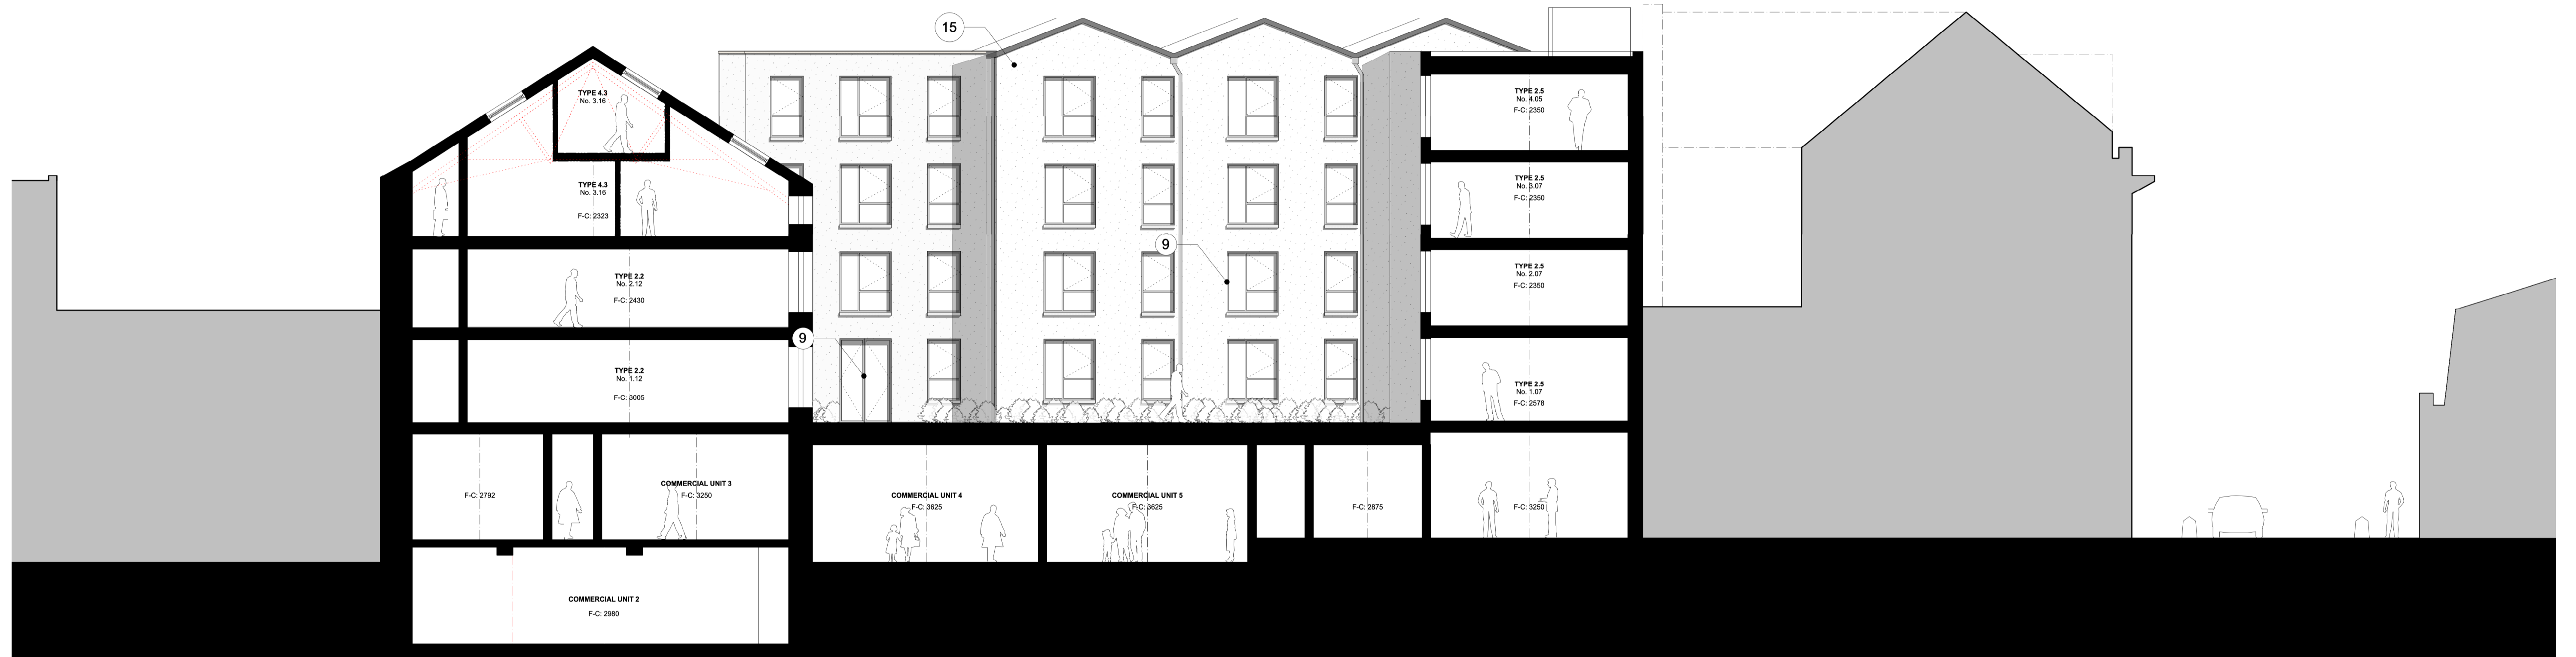 15
TYPE 4.3
No. 3.16
TYPE 2.5
No. 4.05
F-C: 2350
TYPE 4.3
No. 3.16
F-C: 2323
TYPE 2.5
No. 3.07
F-C: 2350
9
TYPE 2.2
No. 2.12
F-C: 2430
TYPE 2.5
No. 2.07
F-C: 2350
9
TYPE 2.2
No. 1.12
F-C: 3005
TYPE 2.5
No. 1.07
F-C: 2578
F-C: 2792
COMMERCIAL UNIT 3
F-C: 3250
COMMERCIAL UNIT 4
F-C: 3625
COMMERCIAL UNIT 5
F-C: 3625
F-C: 2875
F-C: 3250
COMMERCIAL UNIT 2
F-C: 2980